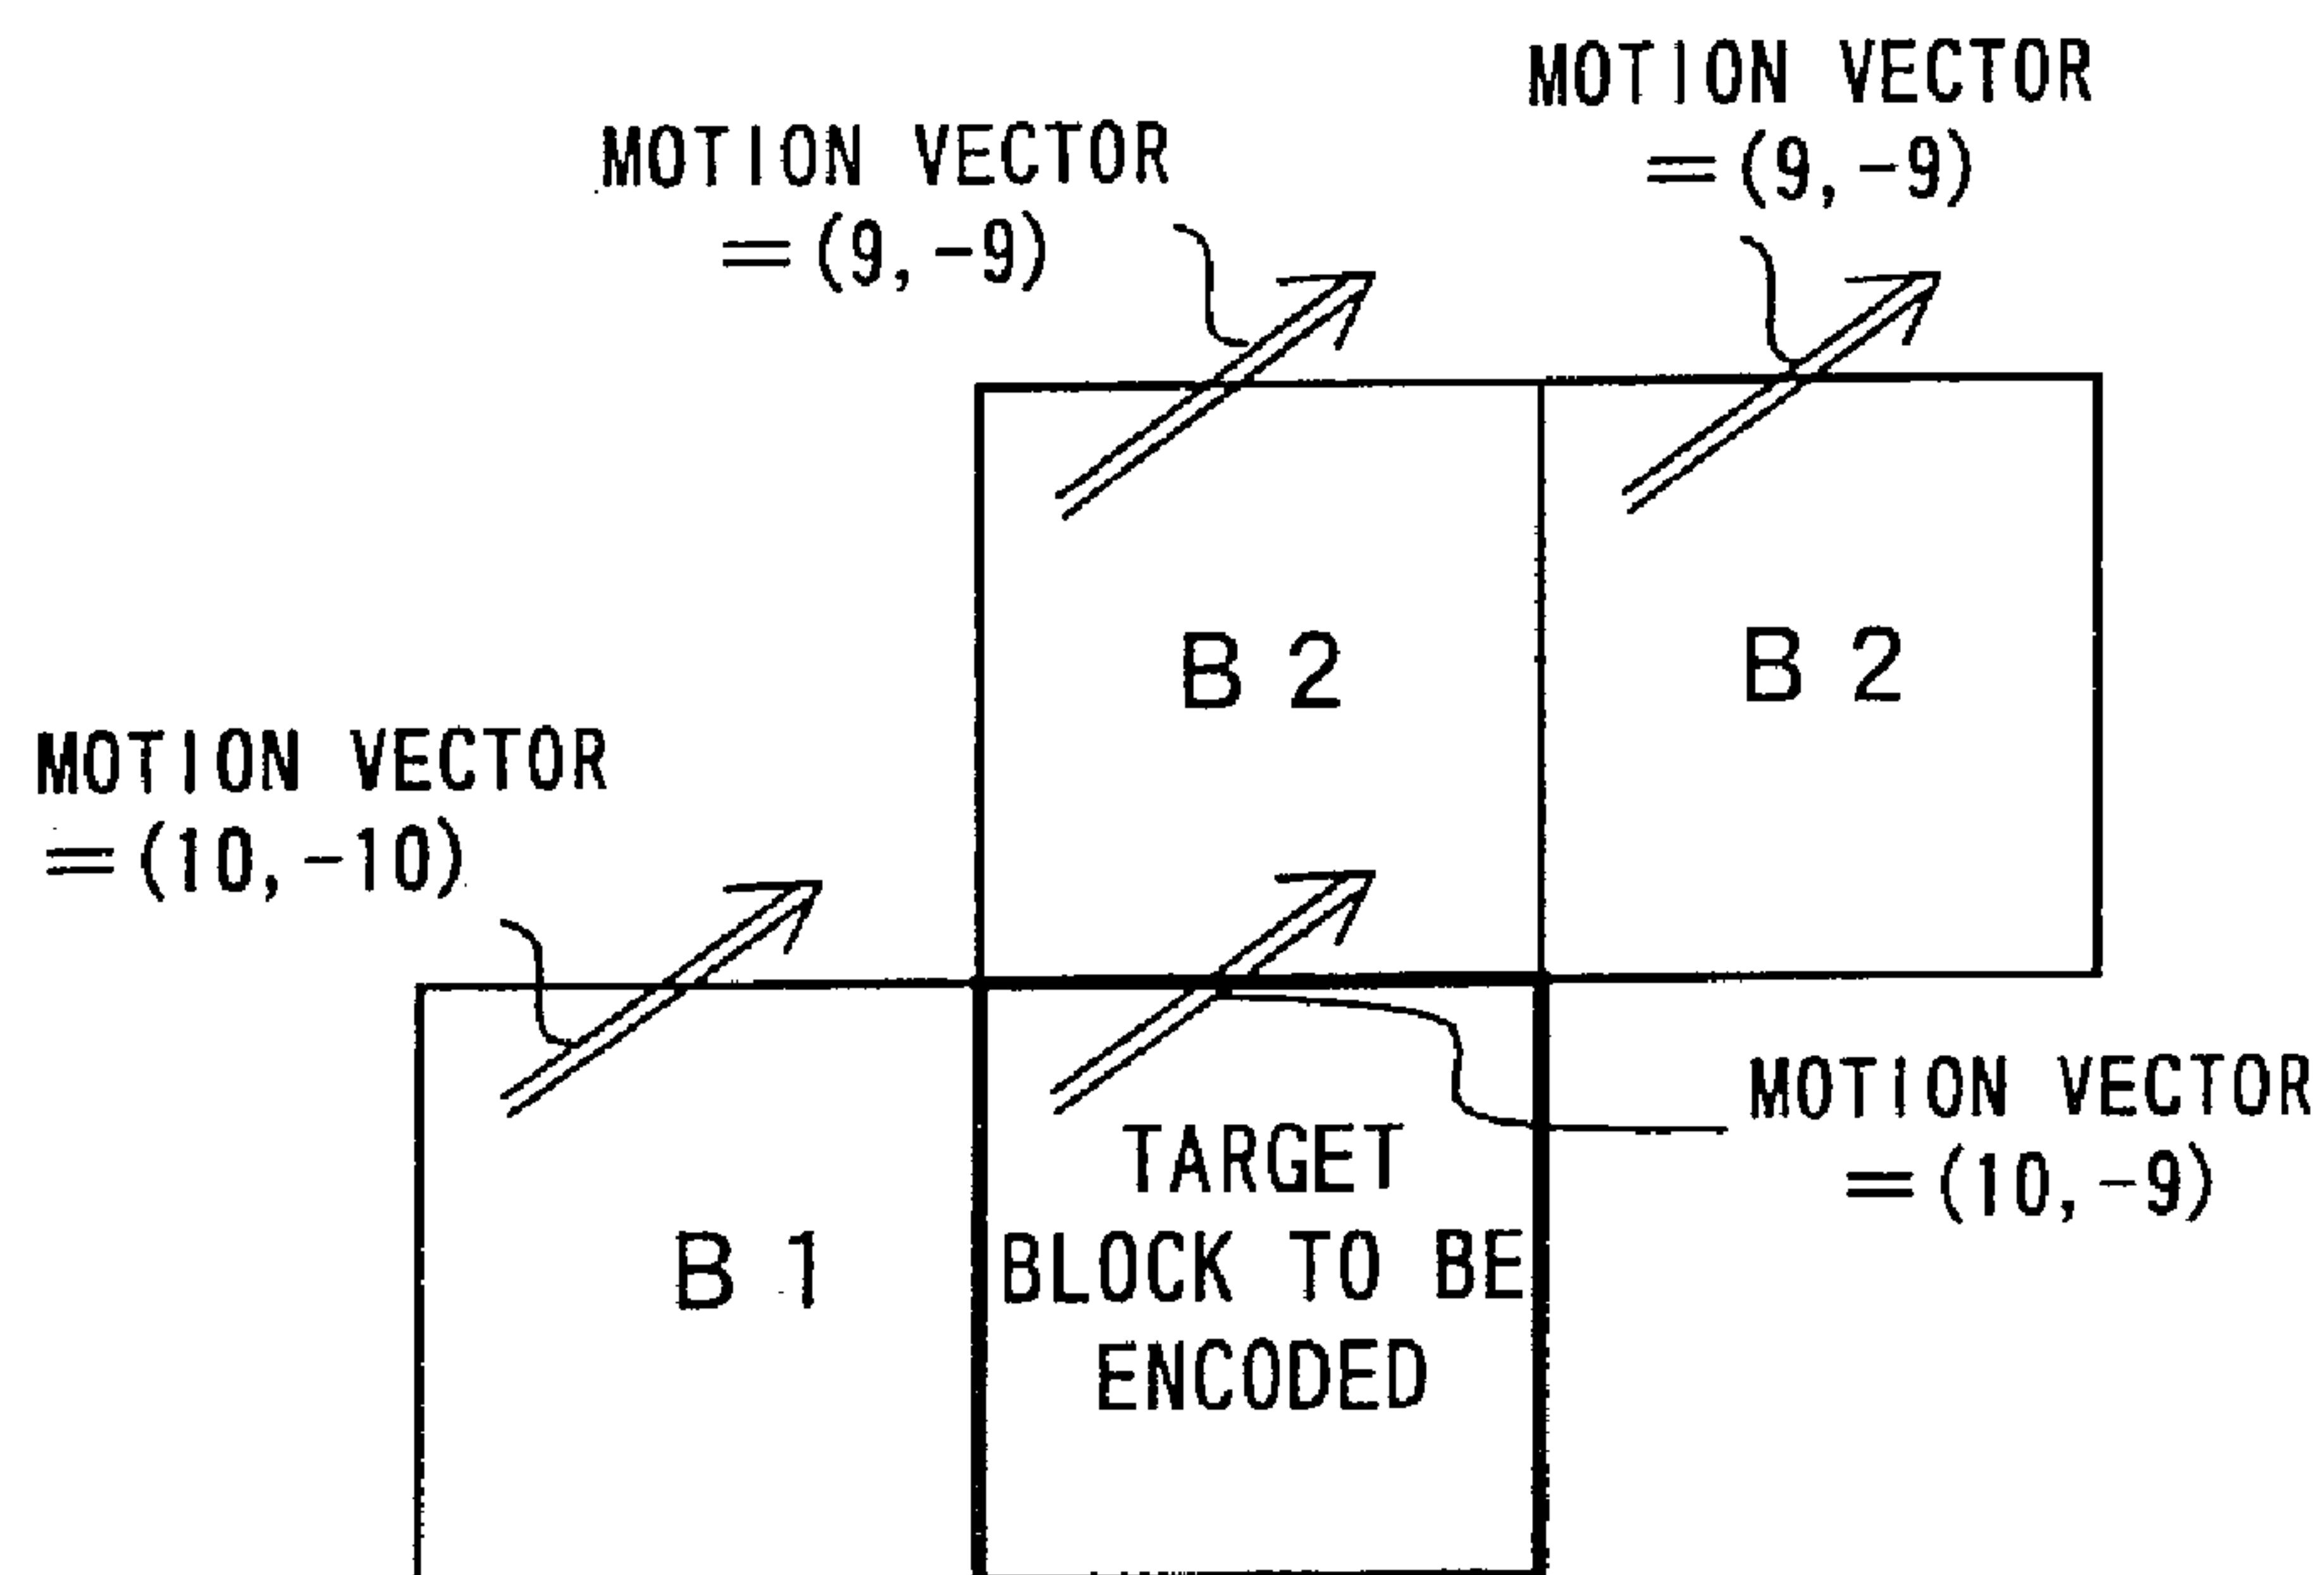 MOTION VECTOR
=(9,-9)
MOTION VECTOR
=(9,-9)
B 2
B 2
MOTION VECTOR
=(10,-10)
MOTION VECTOR
=(10,-9)
B 1
TARGET
BLOCK TO BE
ENCODED